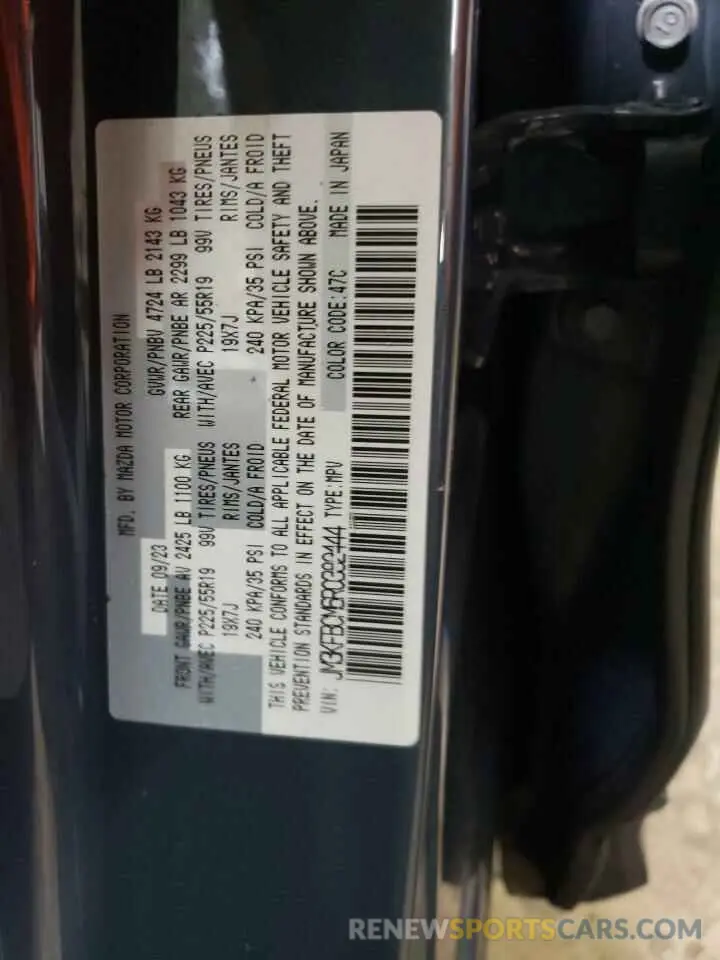 MFD. BY MAZDA MOTOR CORPORATION
DATE 09/23 GVWR/PNBV 4724 LB 2143 KG
FRONT GAWR/PNBE AV 2425 LB 1100 KG REAR GAWR/PNBE AR 2299 LB 1043 KG
WITH/AVEC P225/55R19 99V TIRES/PNEUS WITH/AVEC P225/55R19 99V TIRES/PNEUS
19X7J RIMS/JANTES 19X7J RIMS/JANTES
240 KPA/35 PSI COLD/A FROID 240 KPA/35 PSI COLD/A FROID
THIS VEHICLE CONFORMS TO ALL APPLICABLE FEDERAL MOTOR VEHICLE SAFETY AND THEFT
PREVENTION STANDARDS IN EFFECT ON THE DATE OF MANUFACTURE SHOWN ABOVE.
VIN: TYPE:MPV COLOR CODE:47C MADE IN JAPAN
RENEWSPORTSCARS.COM